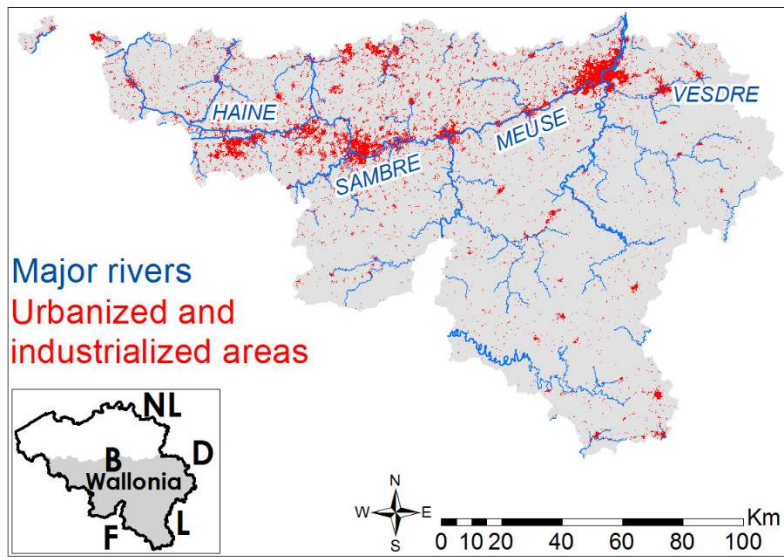 HAINE
VESDRE
MEUSE
SAMBRE
Major rivers
Urbanized and
industrialized areas
NL
B
D
Wallonia
F
L
N
W E
S
Km
0 10 20 40 60 80 100